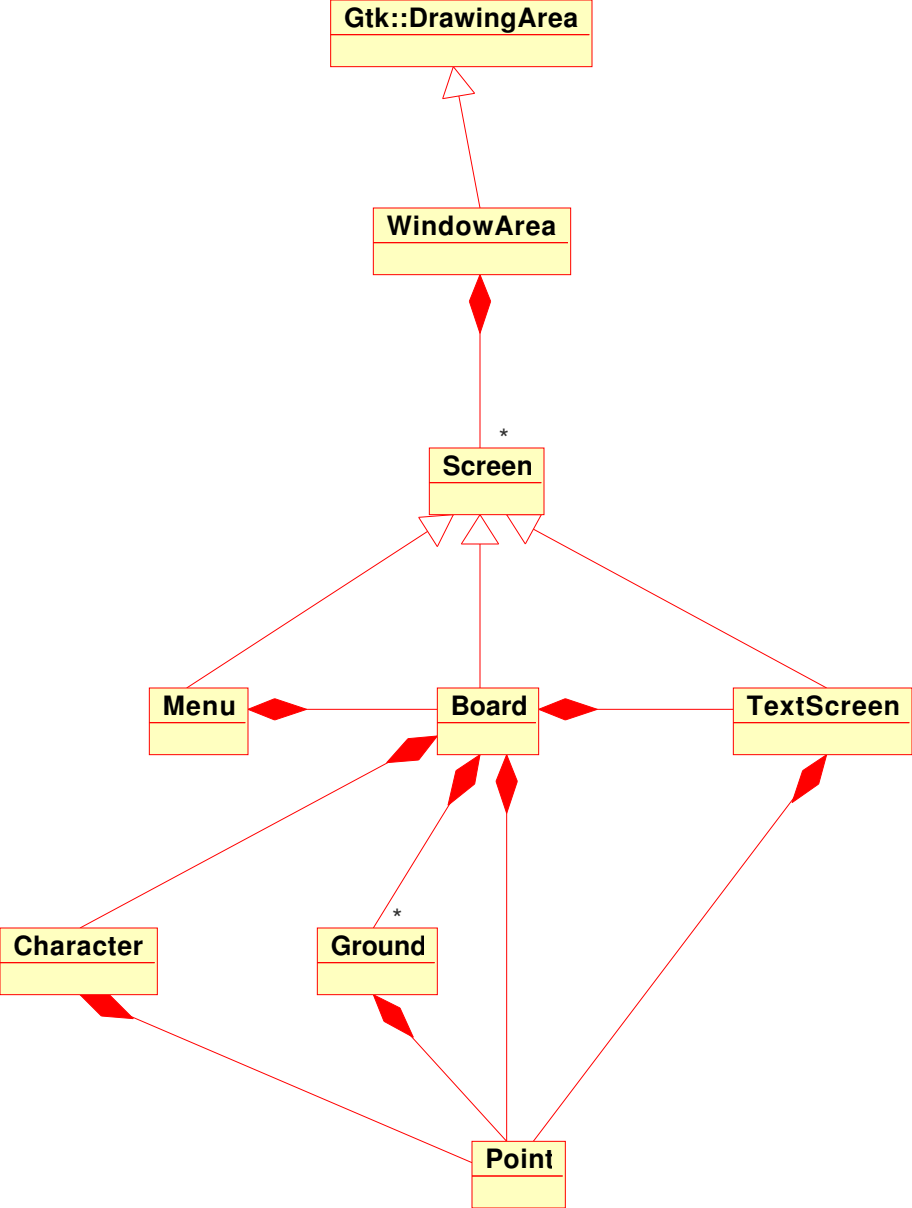 Gtk::DrawingArea
WindowArea
*
Screen
Menu
Board
TextScreen
*
Character
Ground
Point